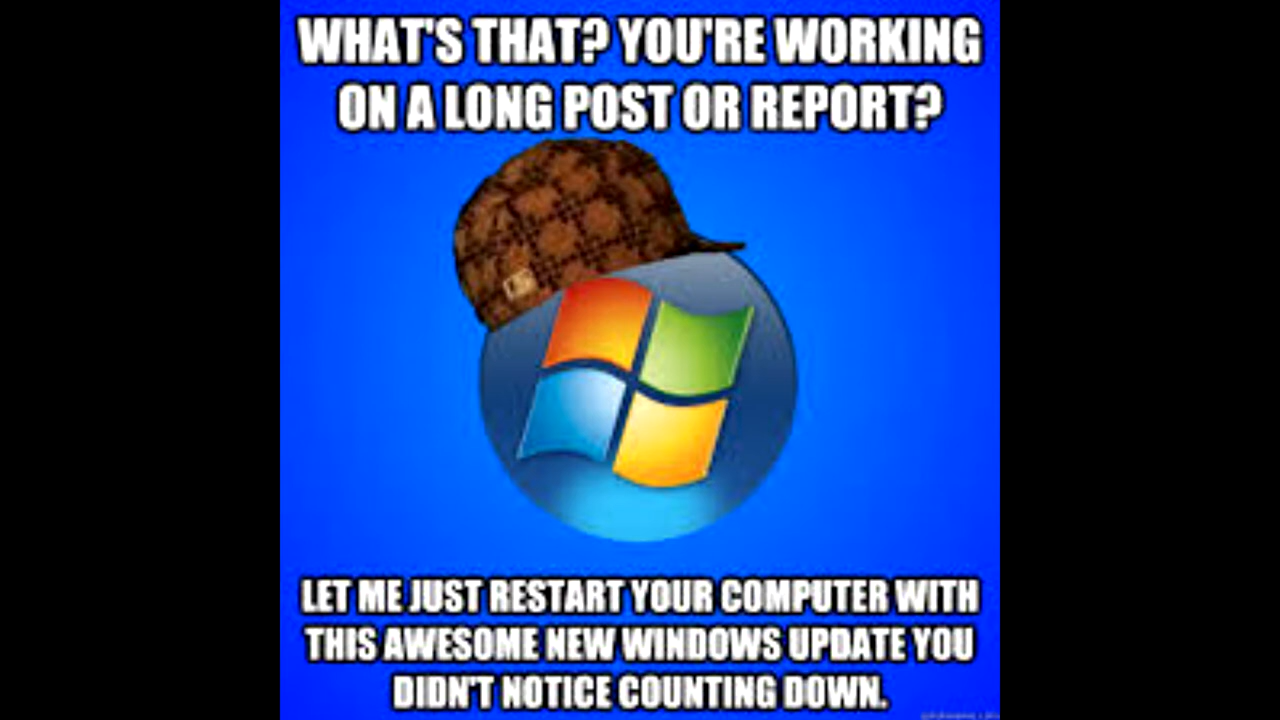 WHAT'S THAT? YOU'RE WORKING
ON A LONG POST OR REPORT?
LET ME JUST RESTART YOUR COMPUTER WITH
THIS AWESOME NEW WINDOWS UPDATE YOU
DIDN'T NOTICE COUNTING DOWN.